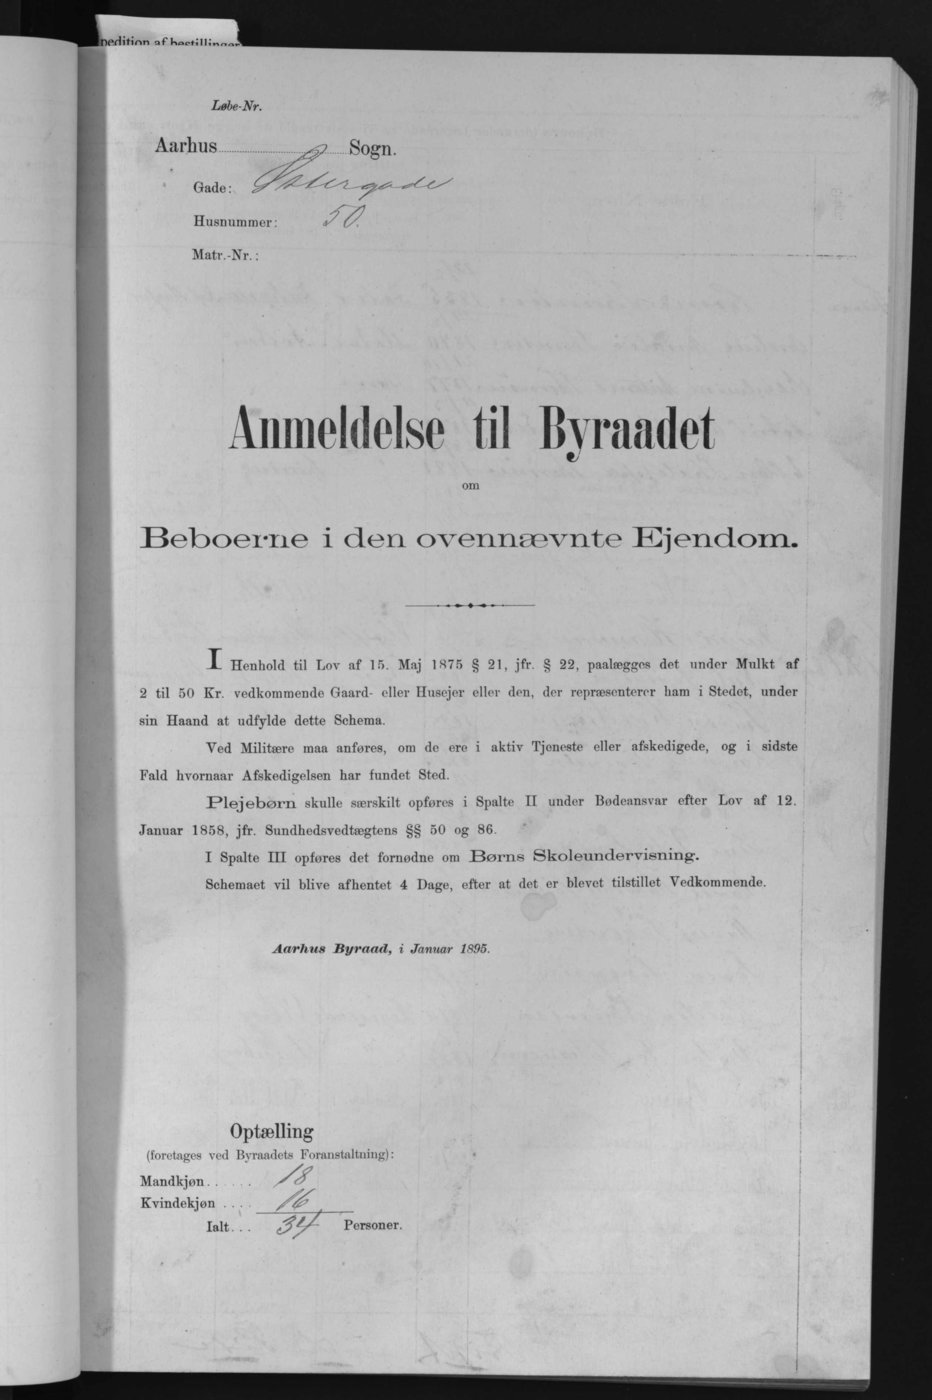 pedition af bestillinger
Løbe-Nr.
Aarhus Sogn.
Gade: Østergade
Husnummer: 50.
Matr.-Nr.:
Anmeldelse til Byraadet
om
Beboerne i den ovennævnte Ejendom.
I Henhold til Lov af 15. Maj 1875 § 21, jfr. § 22, paalægges det under Mulkt af
2 til 50 Kr. vedkommende Gaard- eller Husejer eller den, der repræsenterer ham i Stedet, under
sin Haand at udfylde dette Schema.
Ved Militære maa anføres, om de ere i aktiv Tjeneste eller afskedigede, og i sidste
Fald hvornaar Afskedigelsen har fundet Sted.
Plejebørn skulle særskilt opføres i Spalte II under Bødeansvar efter Lov af 12.
Januar 1858, jfr. Sundhedsvedtægtens §§ 50 og 86.
I Spalte III opføres det fornødne om Børns Skoleundervisning.
Schemaet vil blive afhentet 4 Dage, efter at det er blevet tilstillet Vedkommende.
Aarhus Byraad, i Januar 1895.
Optælling
(foretages ved Byraadets Foranstaltning):
Mandkjøn...... 18
Kvindekjøn .... 16
Ialt... 34 Personer.